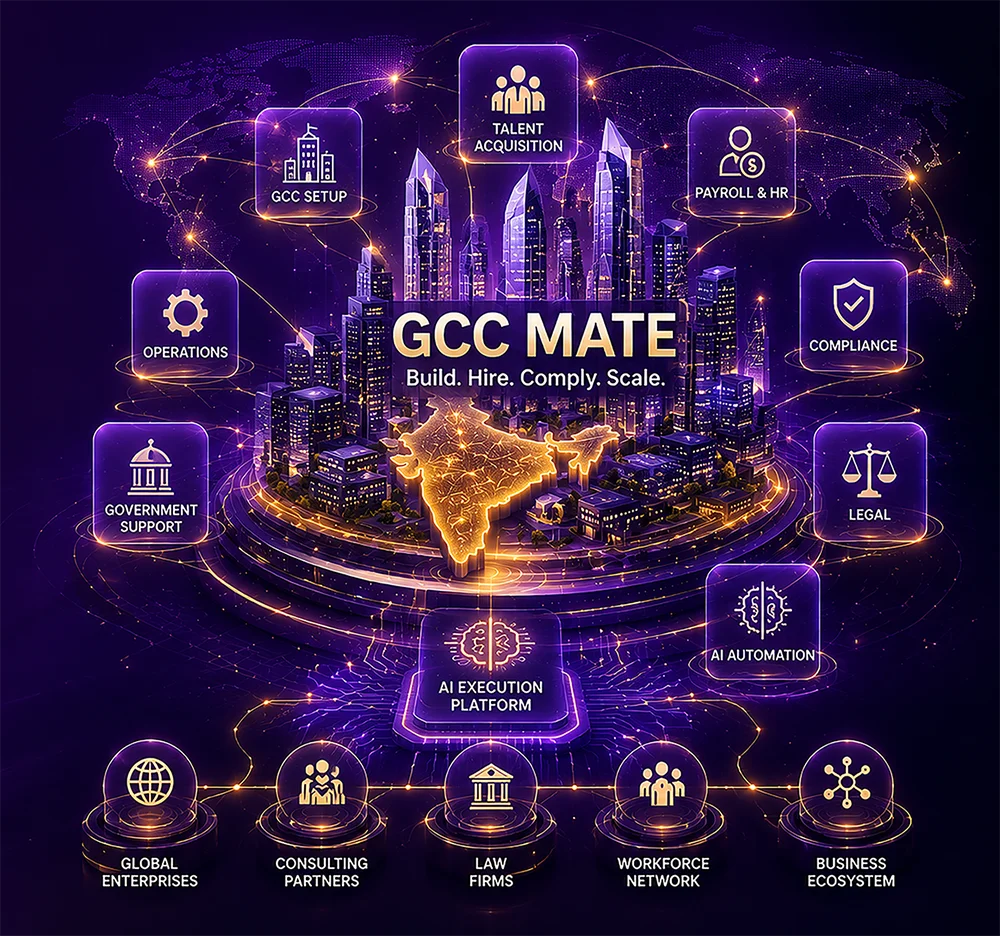 TALENT
ACQUISITION
GCC SETUP
PAYROLL & HR
OPERATIONS
GCC MATE
Build. Hire. Comply. Scale.
COMPLIANCE
GOVERNMENT
SUPPORT
LEGAL
AI AUTOMATION
AI EXECUTION
PLATFORM
GLOBAL
ENTERPRISES
CONSULTING
PARTNERS
LAW
FIRMS
WORKFORCE
NETWORK
BUSINESS
ECOSYSTEM